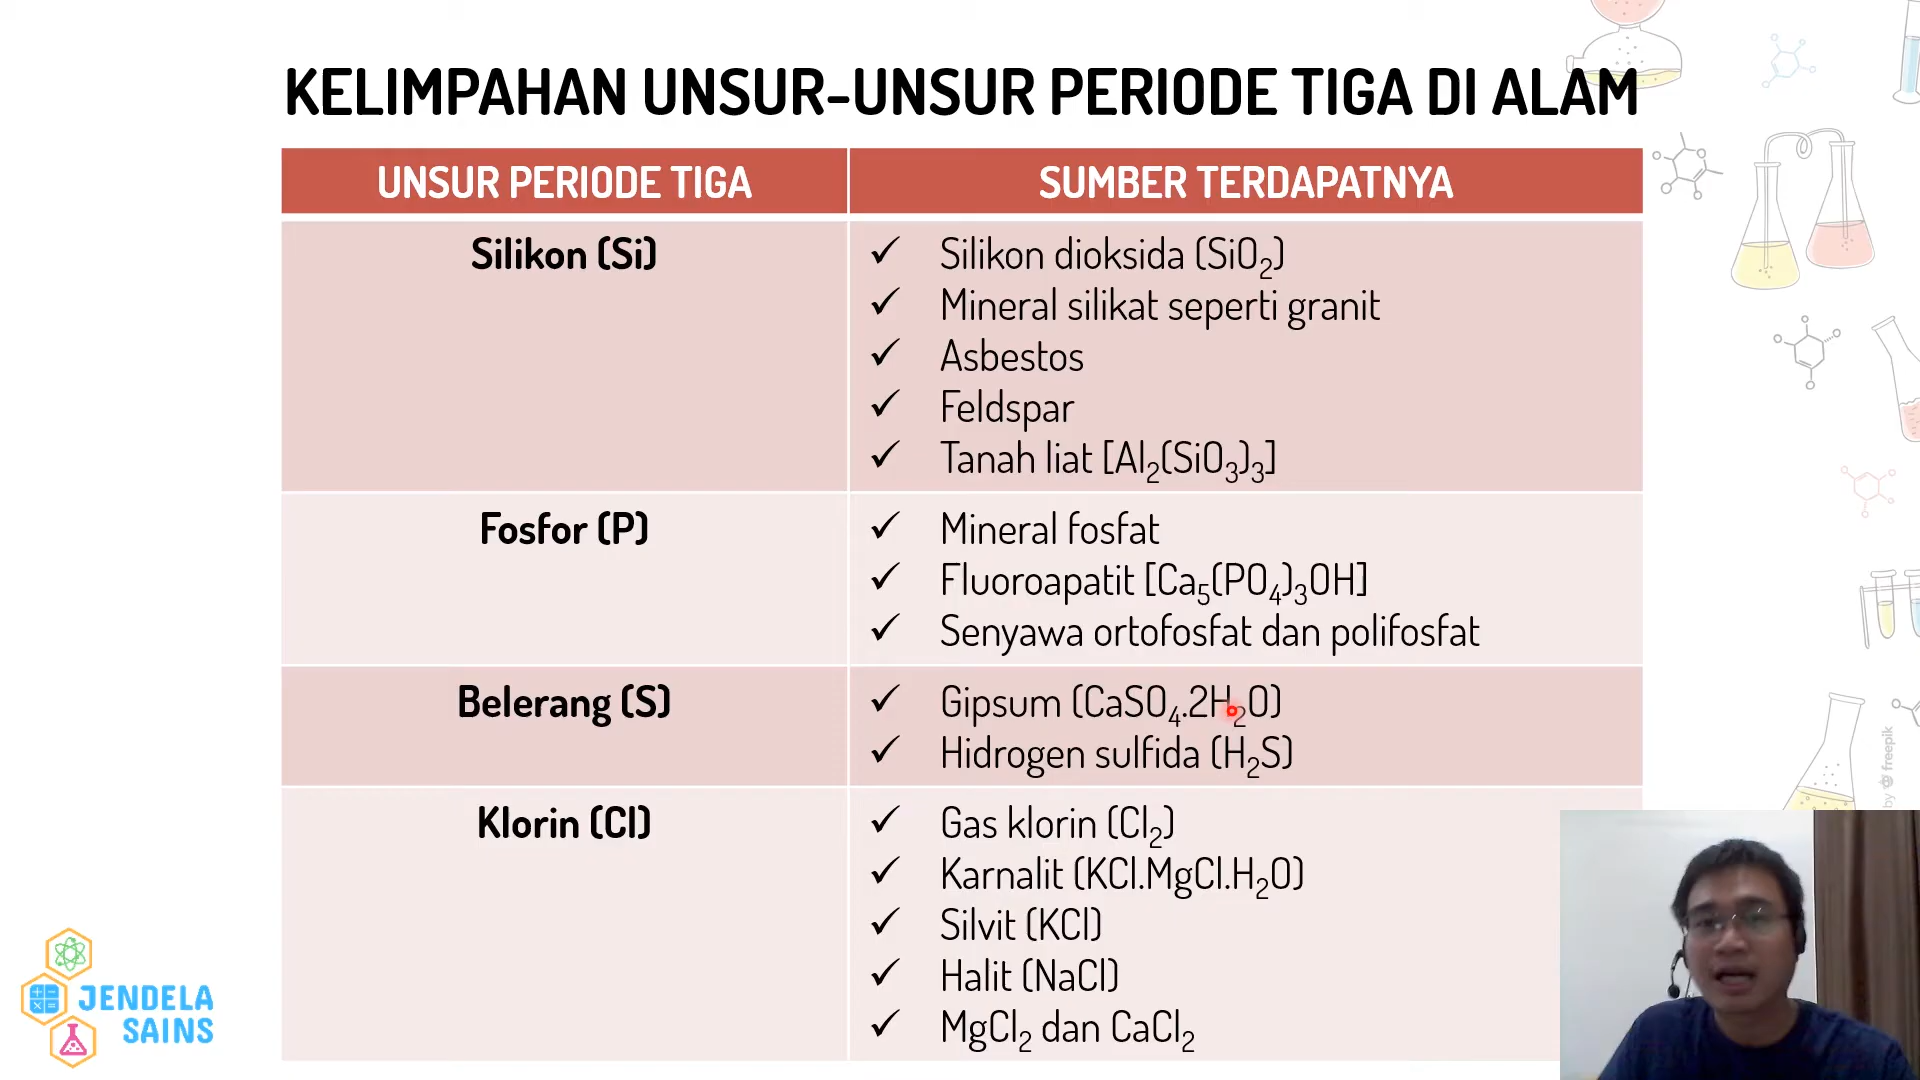 KELIMPAHAN UNSUR-UNSUR PERIODE TIGA DI ALAM
UNSUR PERIODE TIGA
SUMBER TERDAPATNYA
Silikon (Si)
✓ Silikon dioksida (SiO₂)
✓ Mineral silikat seperti granit
✓ Asbestos
✓ Feldspar
✓ Tanah liat [Al₂(SiO₃)₃]
Fosfor (P)
✓ Mineral fosfat
✓ Fluoroapatit [Ca₅(PO₄)₃OH]
✓ Senyawa ortofosfat dan polifosfat
Belerang (S)
✓ Gipsum (CaSO₄.2H₂O)
✓ Hidrogen sulfida (H₂S)
Klorin (Cl)
✓ Gas klorin (Cl₂)
✓ Karnalit (KCl.MgCl.H₂O)
✓ Silvit (KCl)
✓ Halit (NaCl)
✓ MgCl₂ dan CaCl₂
JENDELA
SAINS
by freepik